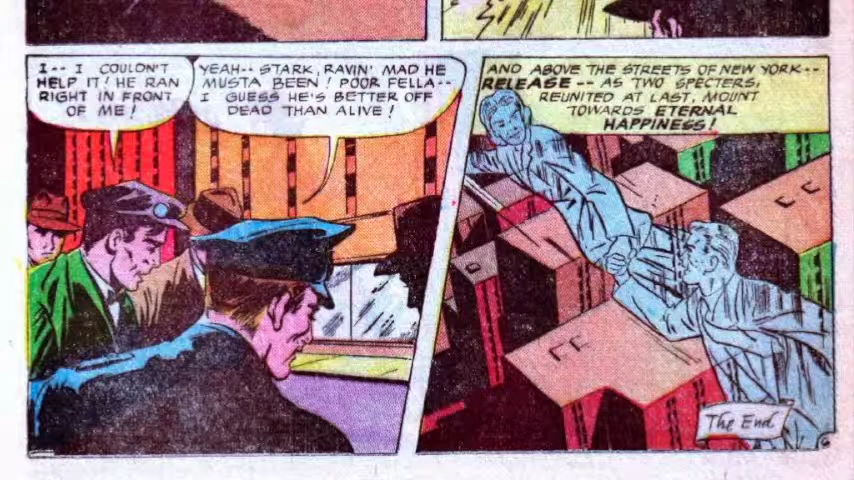 I-- I COULDN'T
HELP IT! HE RAN
RIGHT IN FRONT
OF ME!
YEAH-- STARK, RAVIN' MAD HE
MUSTA BEEN! POOR FELLA--
I GUESS HE'S BETTER OFF
DEAD THAN ALIVE!
AND ABOVE THE STREETS OF NEW YORK--
RELEASE -- AS TWO SPECTERS,
REUNITED AT LAST, MOUNT
TOWARDS ETERNAL
HAPPINESS!
The End
6